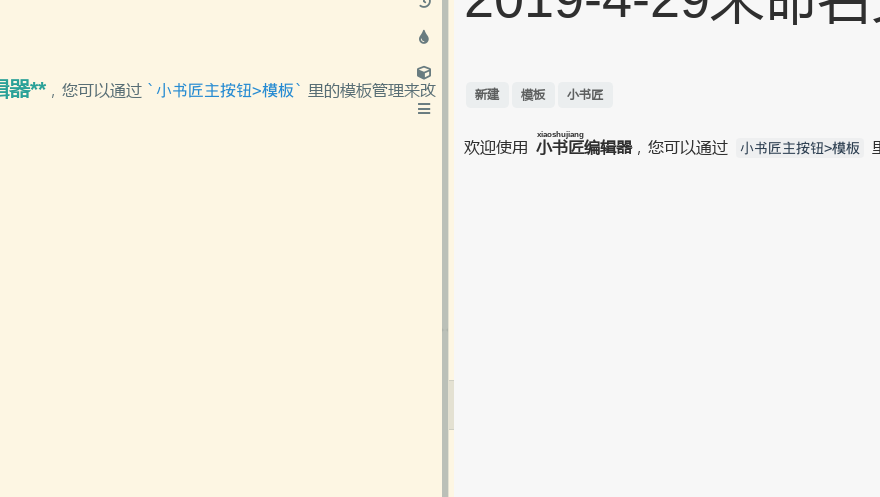 辑器**，您可以通过 `小书匠主按钮>模板` 里的模板管理来改
2019-4-29未命名
新建 模板 小书匠
xiaoshujiang
欢迎使用 小书匠编辑器，您可以通过 小书匠主按钮>模板 里